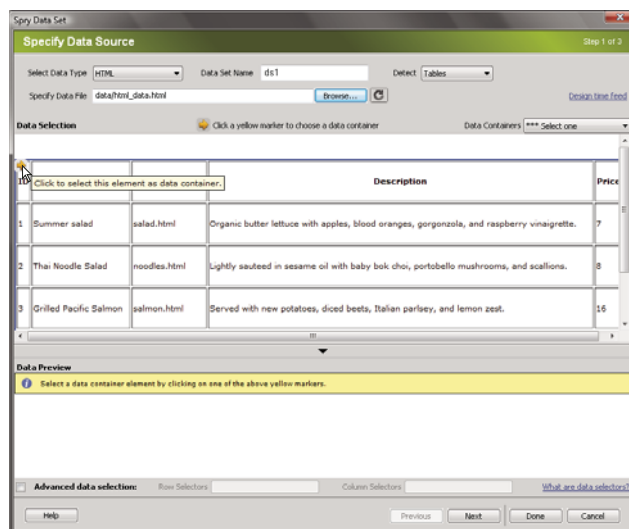 Spry Data Set
Specify Data Source Step 1 of 3
Select Data Type HTML Data Set Name ds1 Detect Tables
Specify Data File data/html_data.html Browse... Design time feed
Data Selection Click a yellow marker to choose a data container Data Containers *** Select one
ID Click to select this element as data container. Description Price
1 Summer salad salad.html Organic butter lettuce with apples, blood oranges, gorgonzola, and raspberry vinaigrette. 7
2 Thai Noodle Salad noodles.html Lightly sauteed in sesame oil with baby bok choi, portobello mushrooms, and scallions. 8
3 Grilled Pacific Salmon salmon.html Served with new potatoes, diced beets, Italian parlsey, and lemon zest. 16
Data Preview
Select a data container element by clicking on one of the above yellow markers.
Advanced data selection: Row Selectors Column Selectors What are data selectors?
Help Previous Next Done Cancel